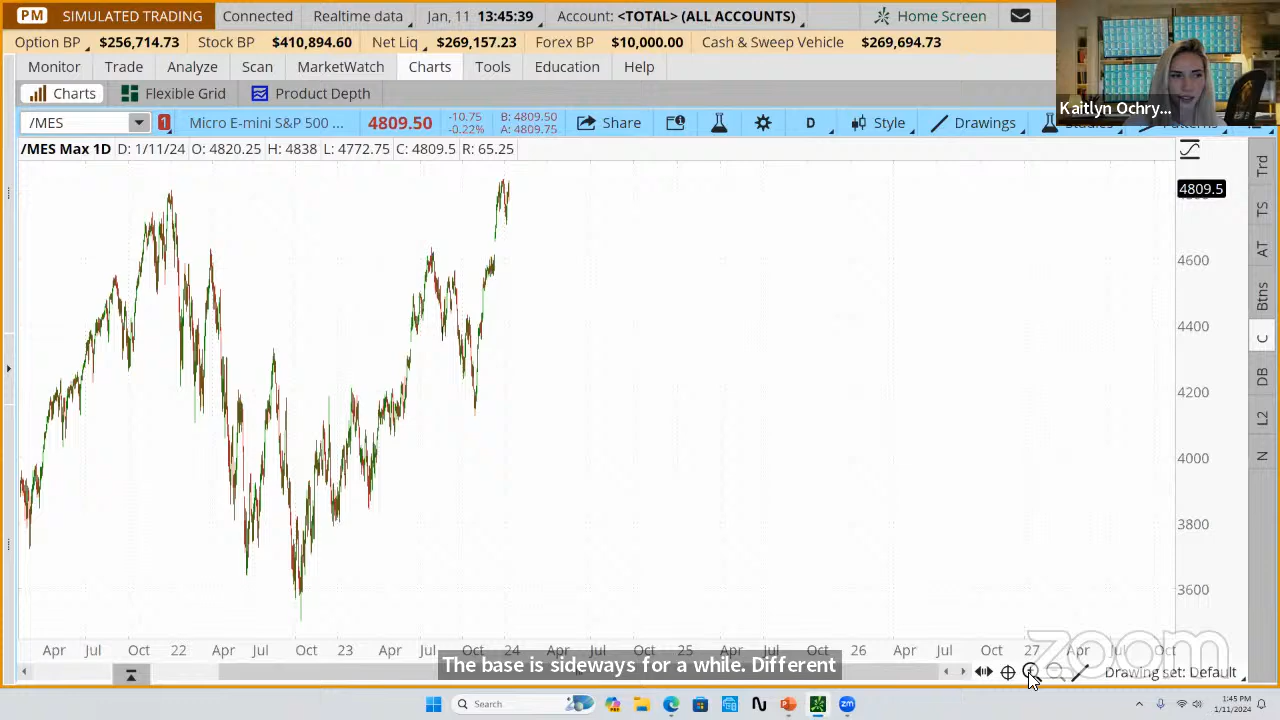 PM SIMULATED TRADING Connected Realtime data Jan, 11 13:45:39 Account: <TOTAL> (ALL ACCOUNTS) Home Screen
Option BP $256,714.73 Stock BP $410,894.60 Net Liq $269,157.23 Forex BP $10,000.00 Cash & Sweep Vehicle $269,694.73
Monitor Trade Analyze Scan MarketWatch Charts Tools Education Help
Charts Flexible Grid Product Depth
Kaitlyn Ochry...
/MES 1 Micro E-mini S&P 500 ... 4809.50 -10.75 B: 4809.50 Share 1 D Style Drawings
-0.22% A: 4809.75
/MES Max 1D D: 1/11/24 O: 4820.25 H: 4838 L: 4772.75 C: 4809.5 R: 65.25
Trd
4809.5
TS
AT
4600
Btns
4400
C
DB
4200
L2
4000
N
3800
3600
Apr Jul Oct 22 Apr Jul Oct 23 Apr Jul Oct 24 Apr Jul Oct 25 Apr Jul Oct 26 Apr Jul Oct 27 Apr Jul Oct
zoom
The base is sideways for a while. Different
Drawing set: Default
Search zm 1:45 PM
1/11/2024